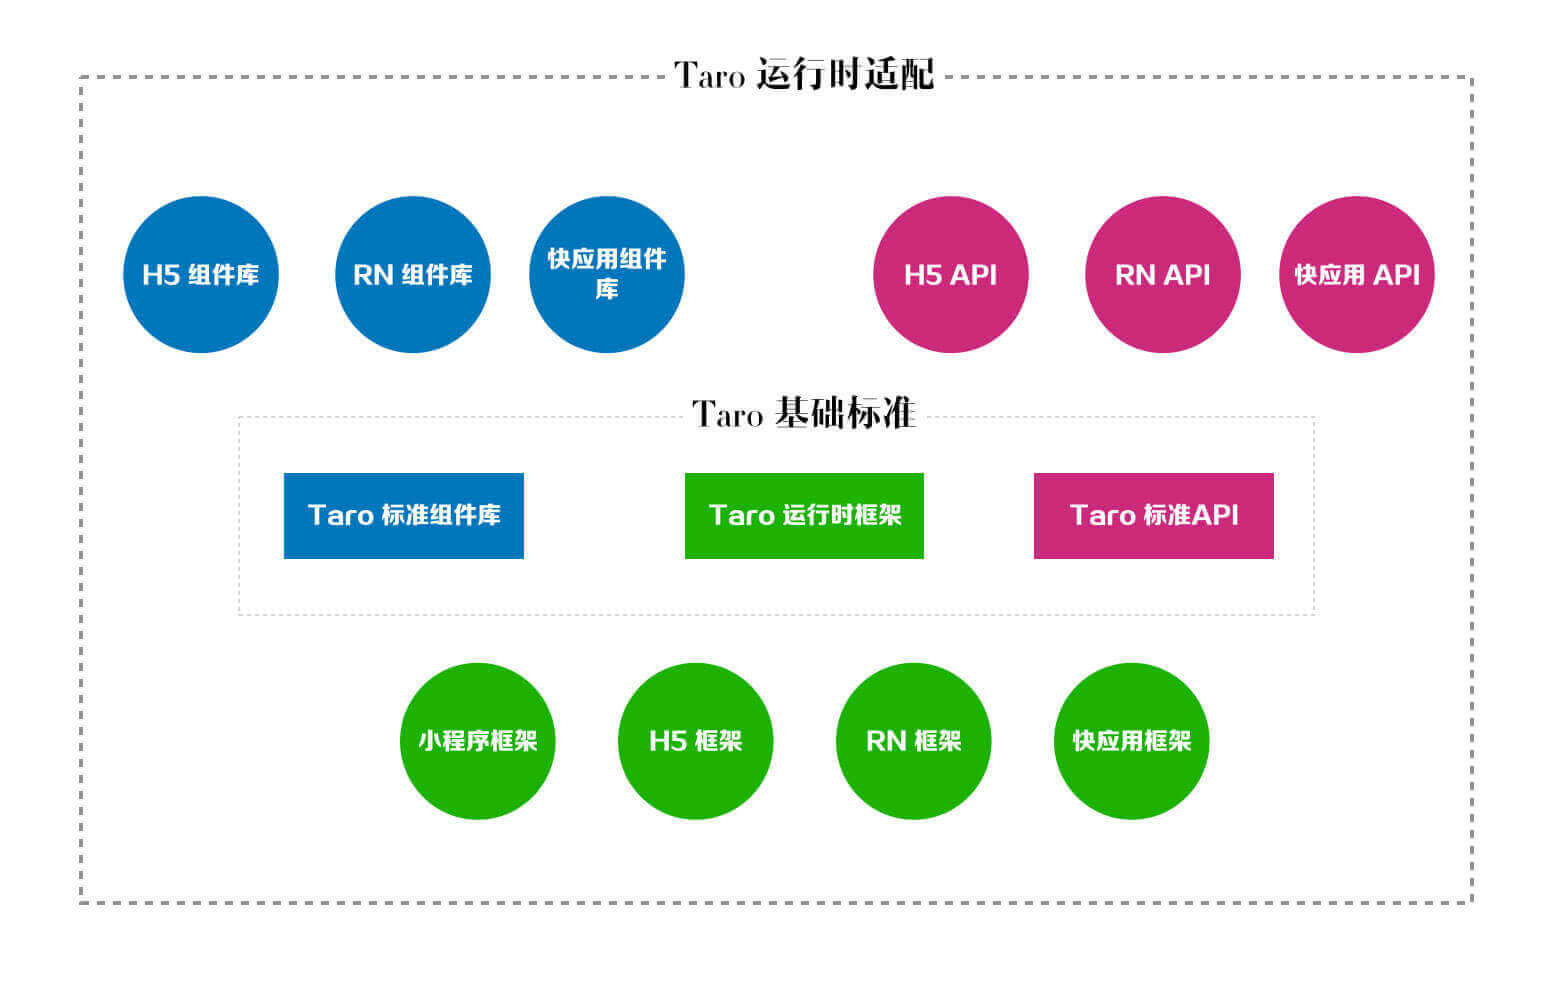 Taro 运行时适配
H5 组件库
RN 组件库
快应用组件
库
H5 API
RN API
快应用 API
Taro 基础标准
Taro 标准组件库
Taro 运行时框架
Taro 标准API
小程序框架
H5 框架
RN 框架
快应用框架